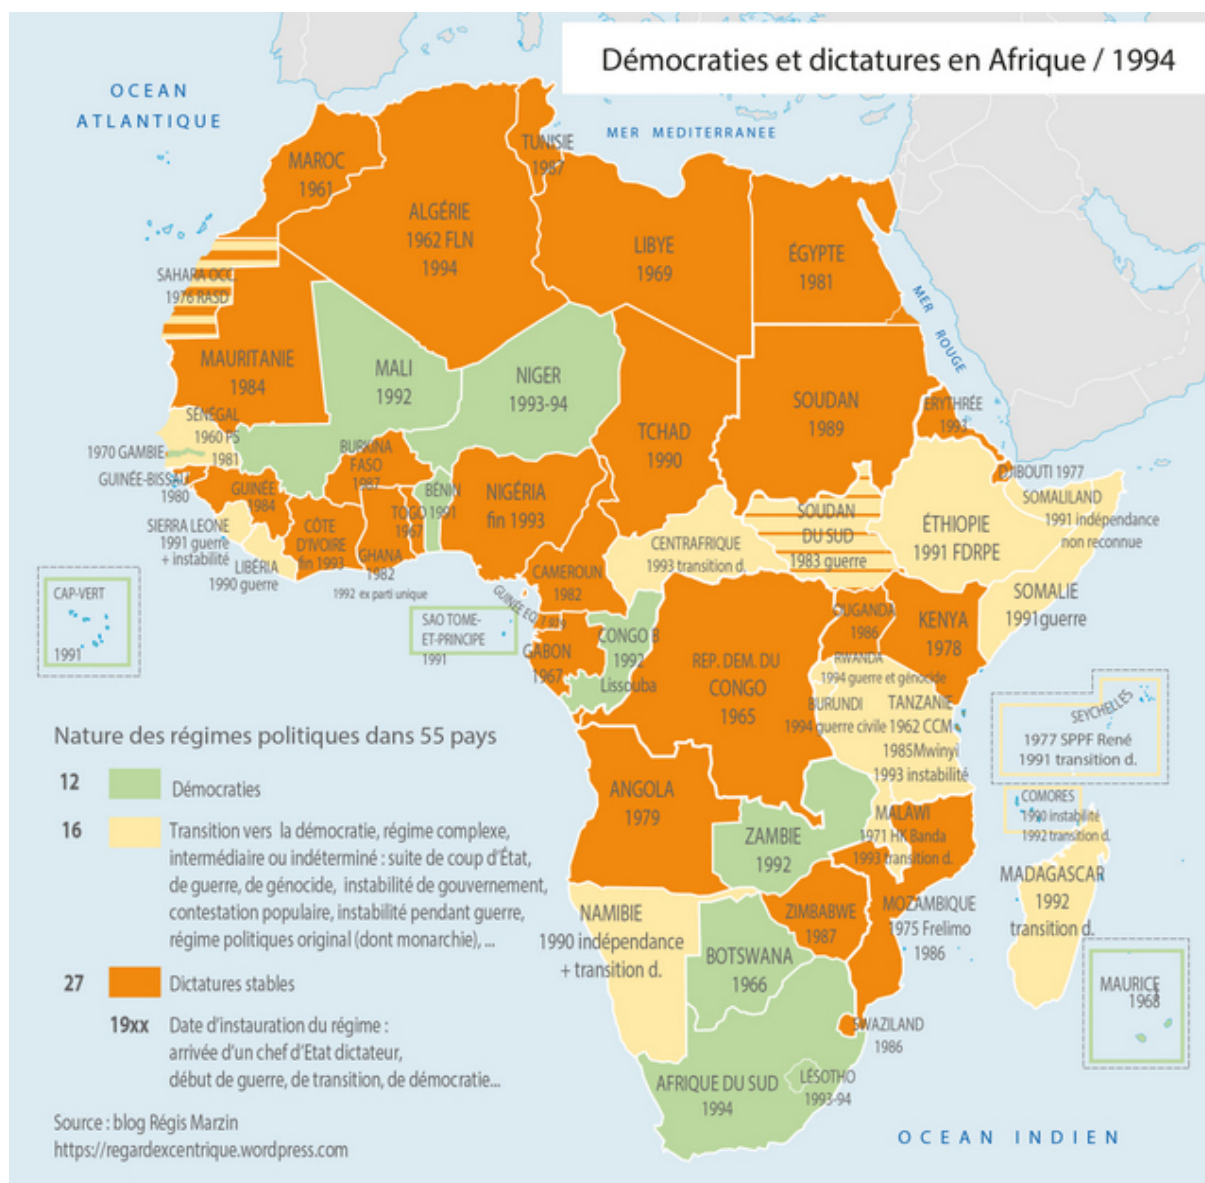 Démocraties et dictatures en Afrique / 1994
OCEAN
ATLANTIQUE
MER MEDITERRANEE
MER ROUGE
TUNISIE
1987
MAROC
1961
ALGÉRIE
1962 FLN
1994
LIBYE
1969
ÉGYPTE
1981
SAHARA OCC
1976 RASD
MAURITANIE
1984
MALI
1992
NIGER
1993-94
TCHAD
1990
SOUDAN
1989
ERYTHRÉE
1993
SÉNÉGAL
1960 PS
1981
1970 GAMBIE
GUINÉE-BISSAU
1980
GUINÉE
1984
BURKINA
FASO
1987
BÉNIN
1991
TOGO
1967
NIGÉRIA
fin 1993
DJIBOUTI 1977
SOMALILAND
1991 indépendance
non reconnue
SIERRA LEONE
1991 guerre
+ instabilité
LIBÉRIA
1990 guerre
CÔTE
D'IVOIRE
fin 1993
GHANA
1982
1992 ex parti unique
CAMEROUN
1982
CENTRAFRIQUE
1993 transition d.
SOUDAN
DU SUD
1983 guerre
ÉTHIOPIE
1991 FDRPE
SOMALIE
1991guerre
CAP-VERT
1991
SAO TOME-
ET-PRINCIPE
1991
GUINÉE EQ.
GABON
1967
CONGO B
1992
Lissouba
REP. DEM. DU
CONGO
1965
OUGANDA
1986
KENYA
1978
RWANDA
1994 guerre et génocide
BURUNDI
1994 guerre civile
TANZANIE
1962 CCM
1985Mwinyi
1993 instabilité
SEYCHELLES
1977 SPPF René
1991 transition d.
COMORES
1990 instabilité
1992 transition d.
ANGOLA
1979
ZAMBIE
1992
MALAWI
1971 HK Banda
1993 transition d.
MADAGASCAR
1992
transition d.
NAMIBIE
1990 indépendance
+ transition d.
ZIMBABWE
1987
MOZAMBIQUE
1975 Frelimo
1986
BOTSWANA
1966
MAURICE
1968
SWAZILAND
1986
AFRIQUE DU SUD
1994
LÉSOTHO
1993-94
OCEAN INDIEN
Nature des régimes politiques dans 55 pays
12 Démocraties
16 Transition vers la démocratie, régime complexe,
intermédiaire ou indéterminé : suite de coup d'État,
de guerre, de génocide, instabilité de gouvernement,
contestation populaire, instabilité pendant guerre,
régime politiques original (dont monarchie), ...
27 Dictatures stables
19xx Date d'instauration du régime :
arrivée d'un chef d'Etat dictateur,
début de guerre, de transition, de démocratie...
Source : blog Régis Marzin
https://regardexcentrique.wordpress.com